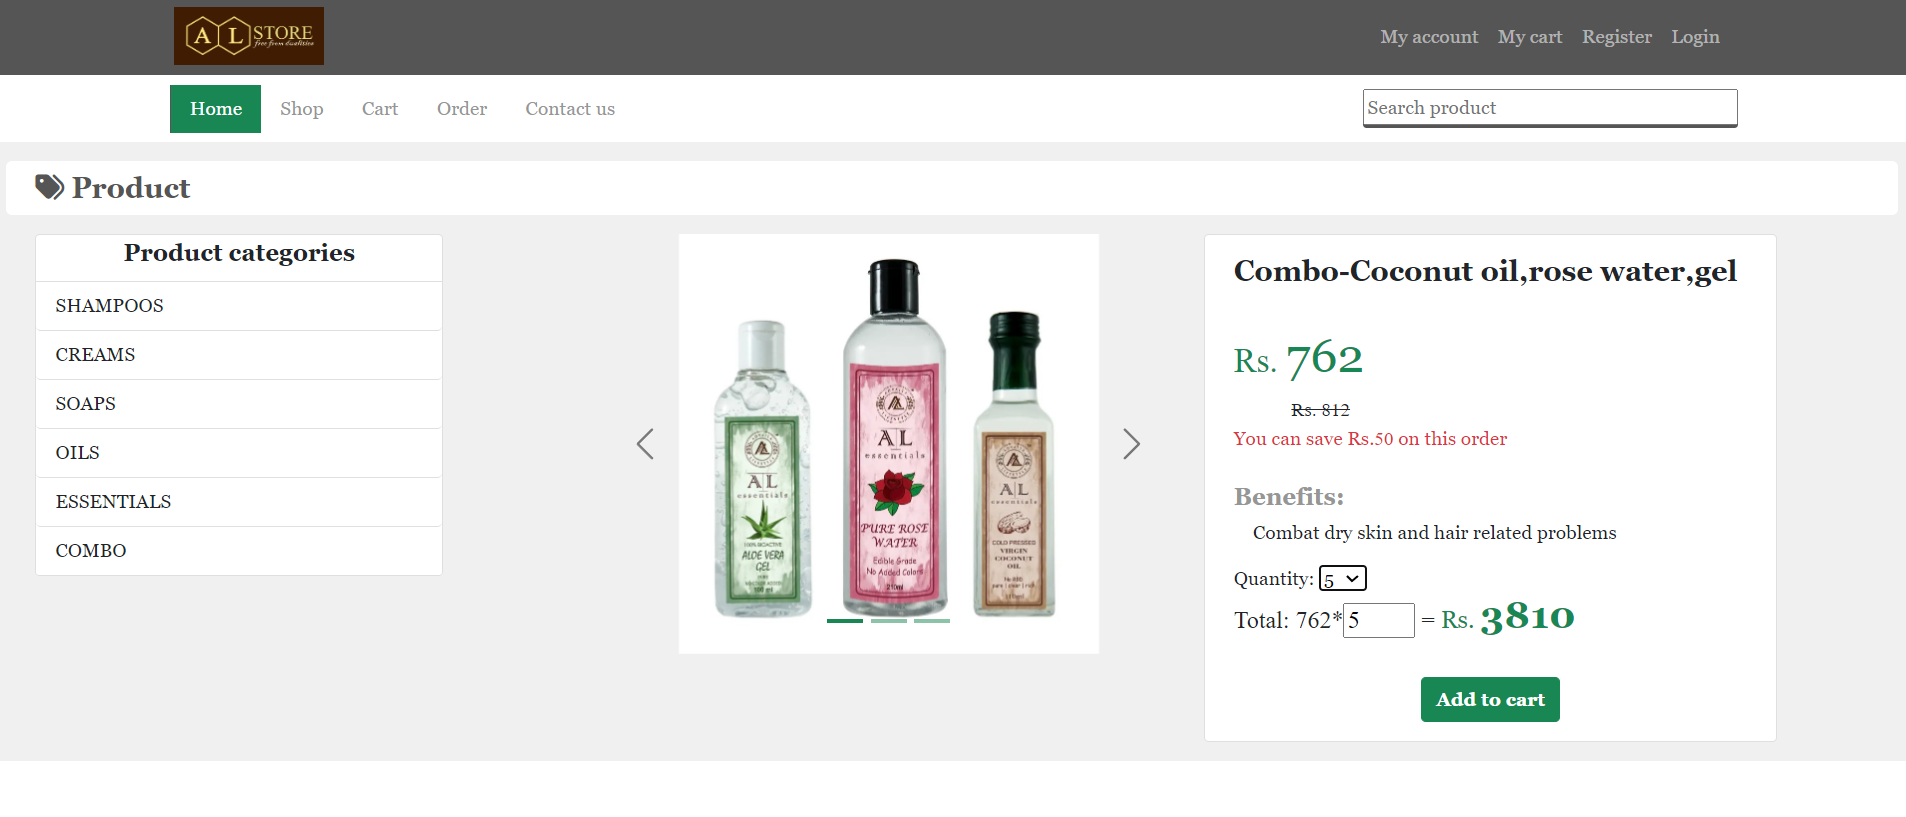 A L STORE
free from dualities
My account My cart Register Login
Home Shop Cart Order Contact us
Search product
Product
Product categories
SHAMPOOS
CREAMS
SOAPS
OILS
ESSENTIALS
COMBO
AL
essentials
100% BIOACTIVE
ALOE VERA
GEL
100 ml
AL
essentials
PURE ROSE
WATER
Edible Grade
No Added Colors
210ml
AL
essentials
COLD PRESSED
VIRGIN
COCONUT
OIL
Combo-Coconut oil,rose water,gel
Rs. 762
Rs. 812
You can save Rs.50 on this order
Benefits:
Combat dry skin and hair related problems
Quantity: 5
Total: 762*5 = Rs. 3810
Add to cart